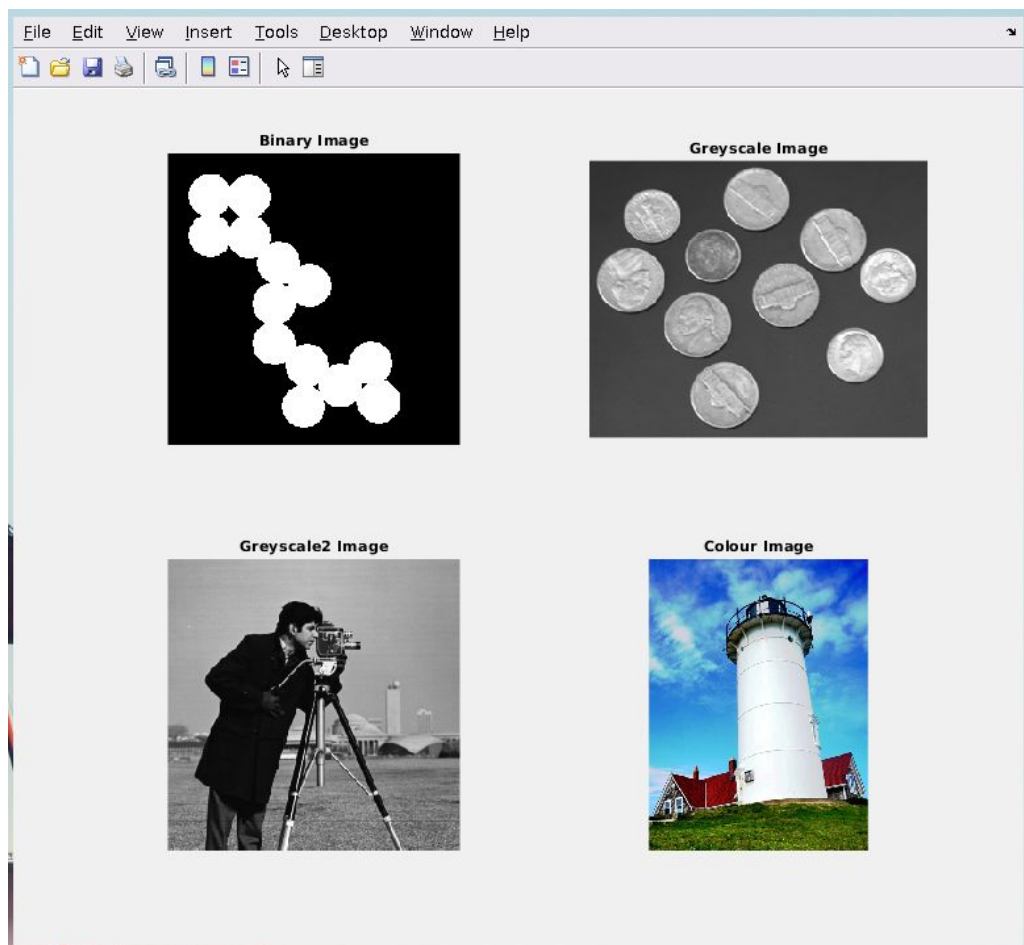 File Edit View Insert Tools Desktop Window Help
Binary Image
Greyscale Image
Greyscale2 Image
Colour Image